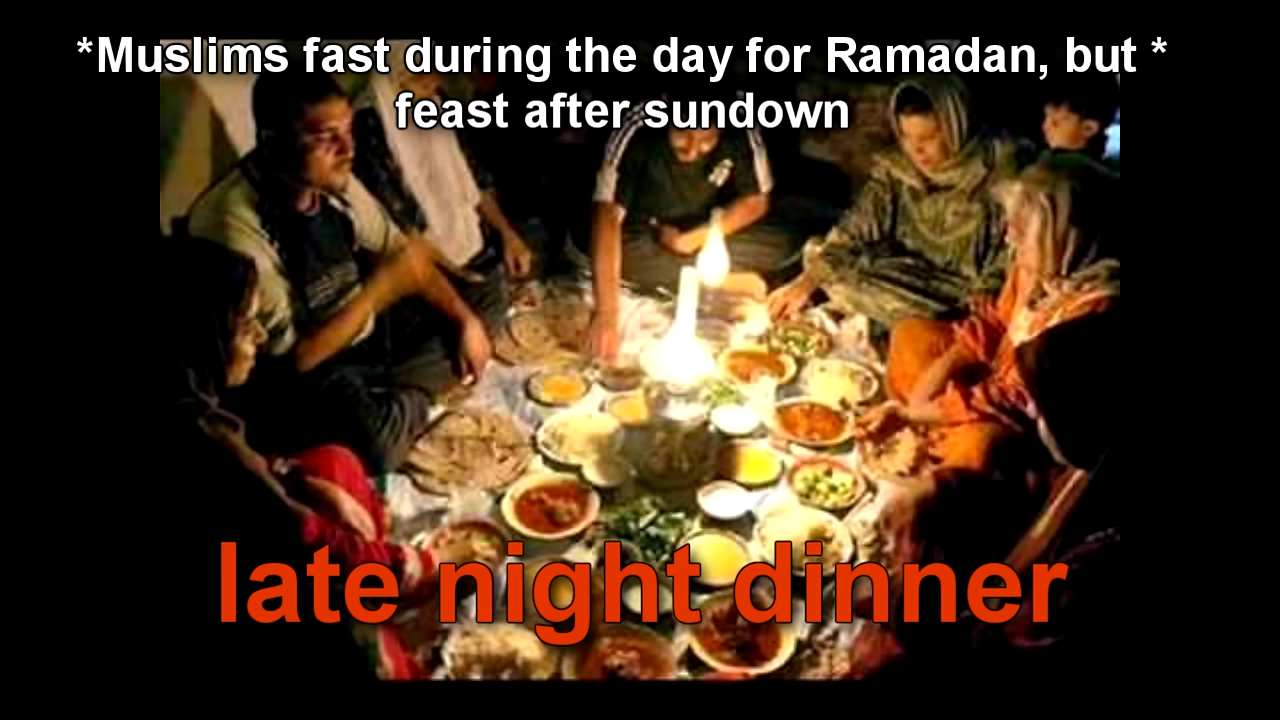 *Muslims fast during the day for Ramadan, but *
feast after sundown
late night dinner